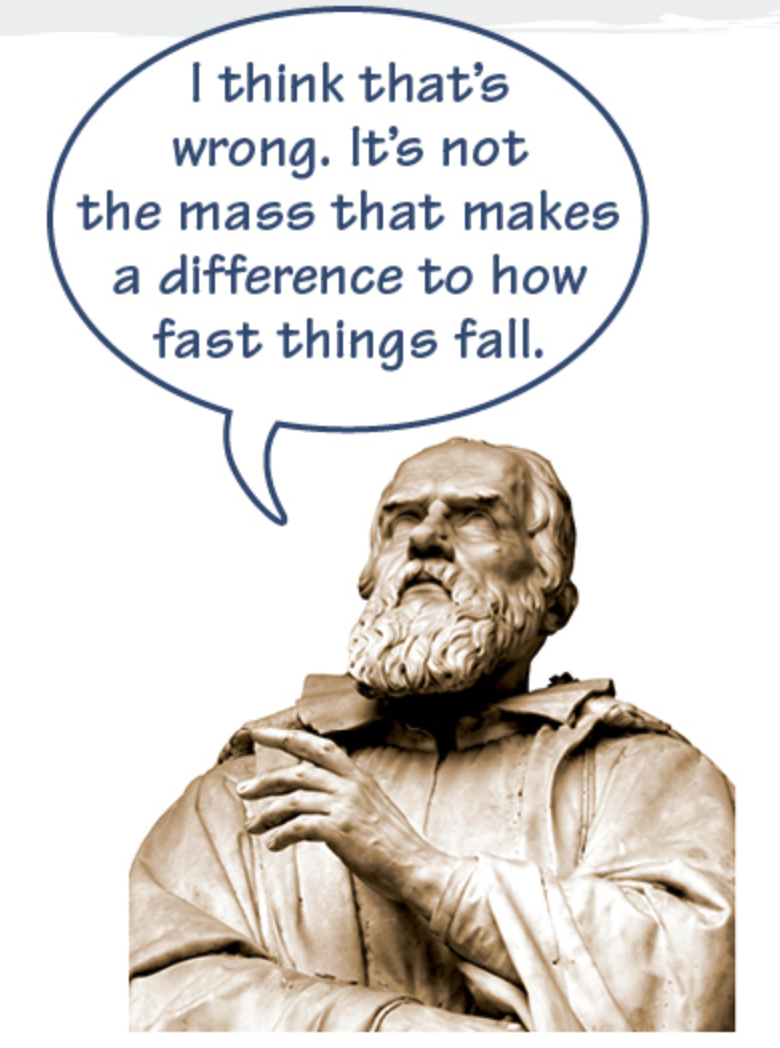 I think that’s
wrong. It’s not
the mass that makes
a difference to how
fast things fall.